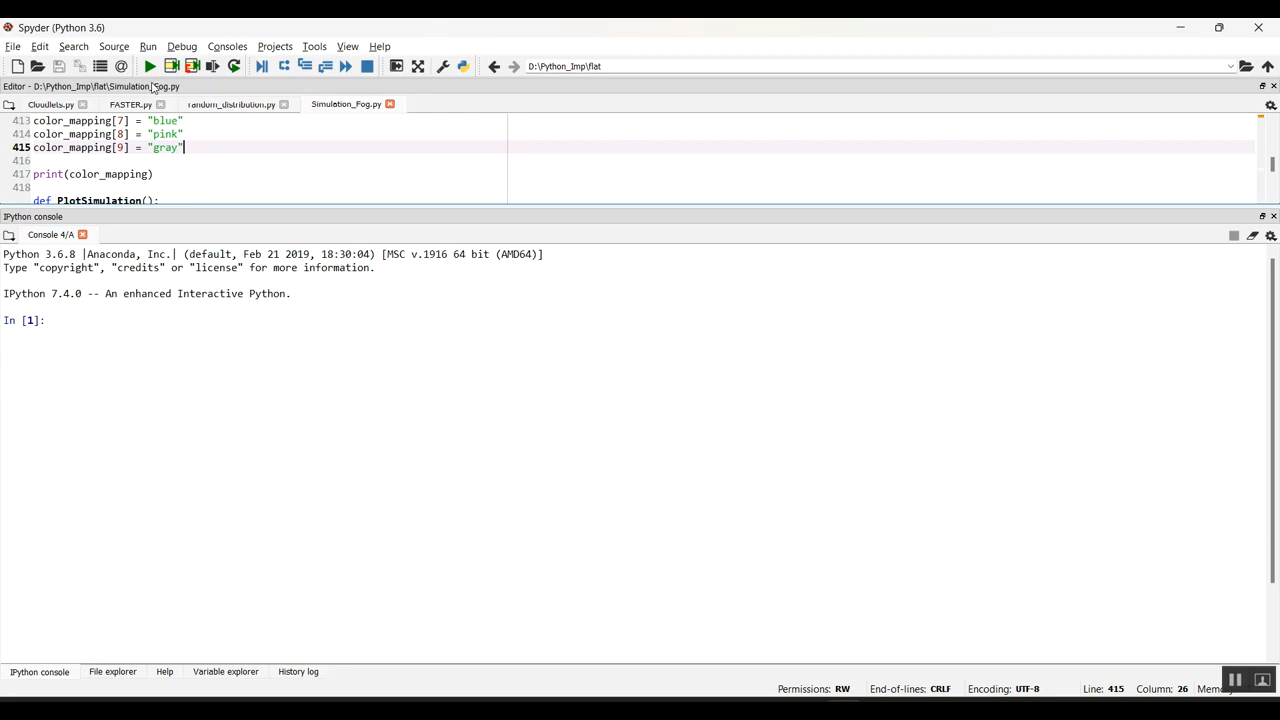 Spyder (Python 3.6)
File Edit Search Source Run Debug Consoles Projects Tools View Help
D:\Python_Imp\flat
Editor - D:\Python_Imp\flat\Simulation_Fog.py
Cloudlets.py FASTER.py random_distribution.py Simulation_Fog.py
413 color_mapping[7] = "blue"
414 color_mapping[8] = "pink"
415 color_mapping[9] = "gray"
416
417 print(color_mapping)
418
def PlotSimulation():
IPython console
Console 4/A
Python 3.6.8 |Anaconda, Inc.| (default, Feb 21 2019, 18:30:04) [MSC v.1916 64 bit (AMD64)]
Type "copyright", "credits" or "license" for more information.
IPython 7.4.0 -- An enhanced Interactive Python.
In [1]:
IPython console File explorer Help Variable explorer History log
Permissions: RW End-of-lines: CRLF Encoding: UTF-8 Line: 415 Column: 26